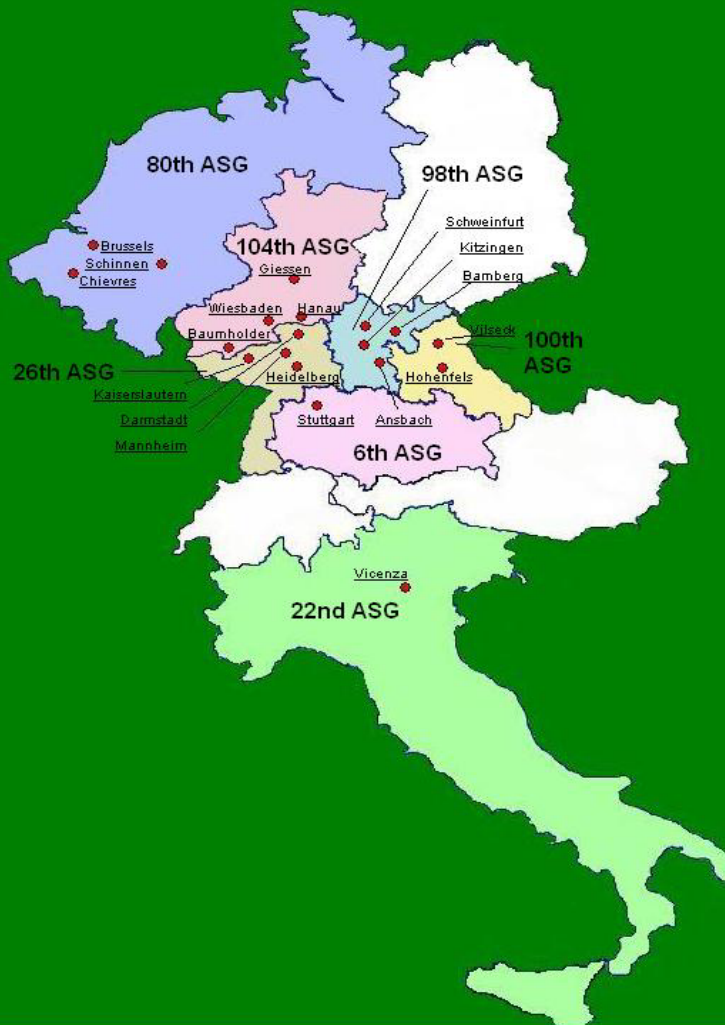 80th ASG
98th ASG
Schweinfurt
Brussels
104th ASG
Kitzingen
Schinnen
Giessen
Bamberg
Chievres
Wiesbaden
Hanau
Vilseck
Baumholder
100th
ASG
26th ASG
Heidelberg
Hohenfels
Kaiserslautern
Darmstadt
Stuttgart
Ansbach
Mannheim
6th ASG
Vicenza
22nd ASG